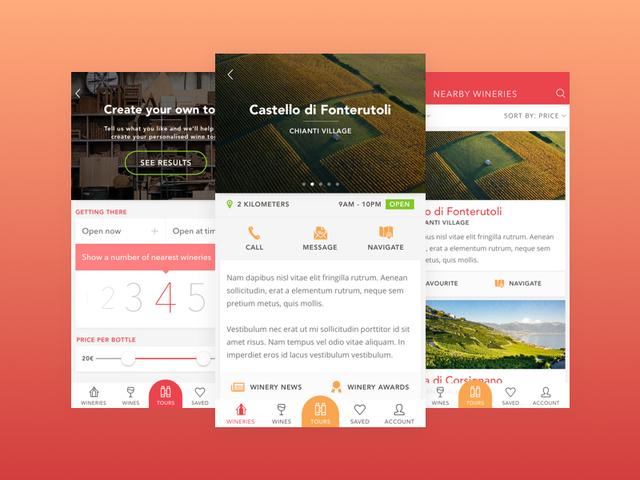 Create your own to
Tell us what you like and we'll help
create your personalised wine to
SEE RESULTS
GETTING THERE
Open now
Open at tim
Show a number of nearest wineries
1 2 3 4 5
PRICE PER BOTTLE
20€
WINERIES WINES TOURS SAVED
Castello di Fonterutoli
CHIANTI VILLAGE
2 KILOMETERS 9AM - 10PM OPEN
CALL MESSAGE NAVIGATE
Nam dapibus nisl vitae elit fringilla rutrum. Aenean
sollicitudin, erat a elementum rutrum, neque sem
pretium metus, quis mollis.
Vestibulum nec erat ut mi sollicitudin porttitor id sit
amet risus. Nam tempus vel odio vitae aliquam. In
imperdiet eros id lacus vestibulum vestibulum.
WINERY NEWS WINERY AWARDS
WINERIES WINES TOURS SAVED ACCOUNT
NEARBY WINERIES
SORT BY: PRICE
o di Fonterutoli
ANTI VILLAGE
us nisl vitae elit fringilla rutrum.
, erat a elementum rutrum, neque
metus, quis mollis.
AVOURITE NAVIGATE
a di Corsignano
WINES TOURS SAVED ACCOUNT